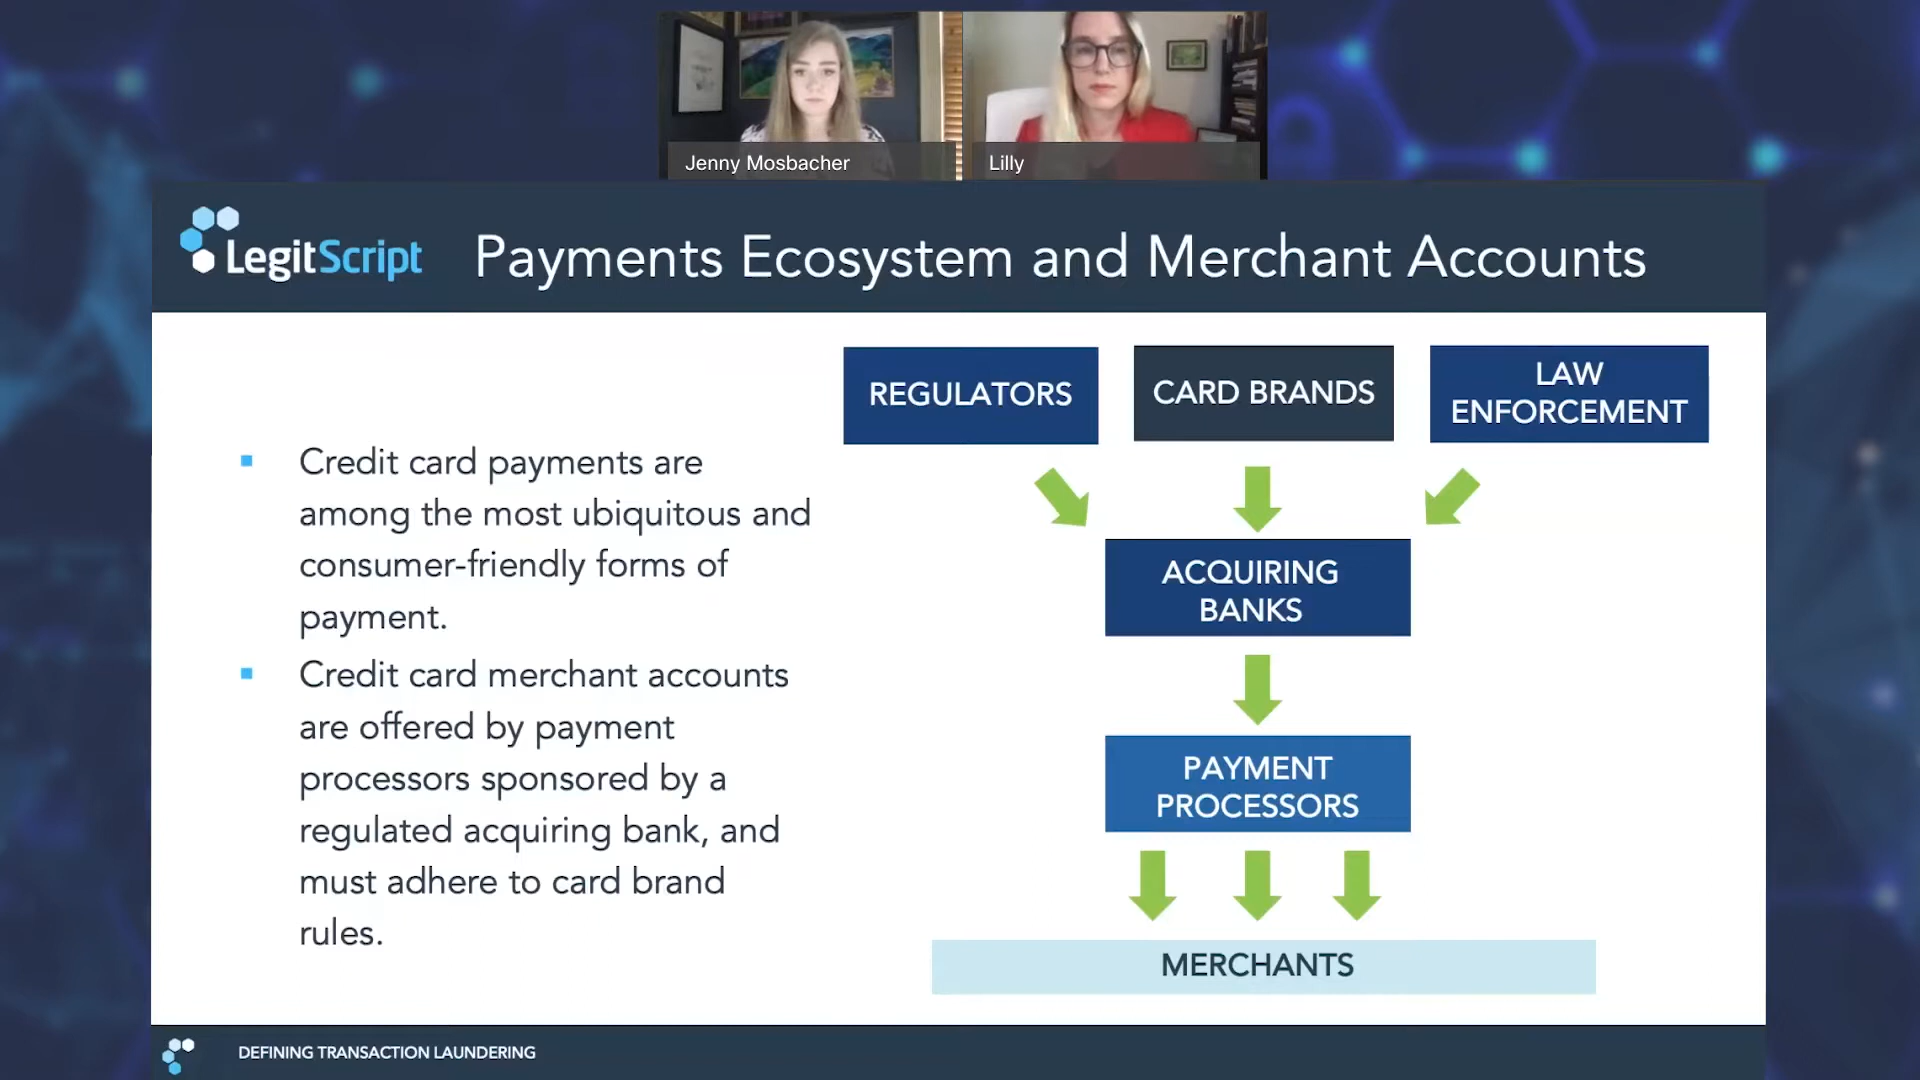 Jenny Mosbacher
Lilly
LegitScript
Payments Ecosystem and Merchant Accounts
Credit card payments are
among the most ubiquitous and
consumer-friendly forms of
payment.
Credit card merchant accounts
are offered by payment
processors sponsored by a
regulated acquiring bank, and
must adhere to card brand
rules.
REGULATORS
CARD BRANDS
LAW
ENFORCEMENT
ACQUIRING
BANKS
PAYMENT
PROCESSORS
MERCHANTS
DEFINING TRANSACTION LAUNDERING